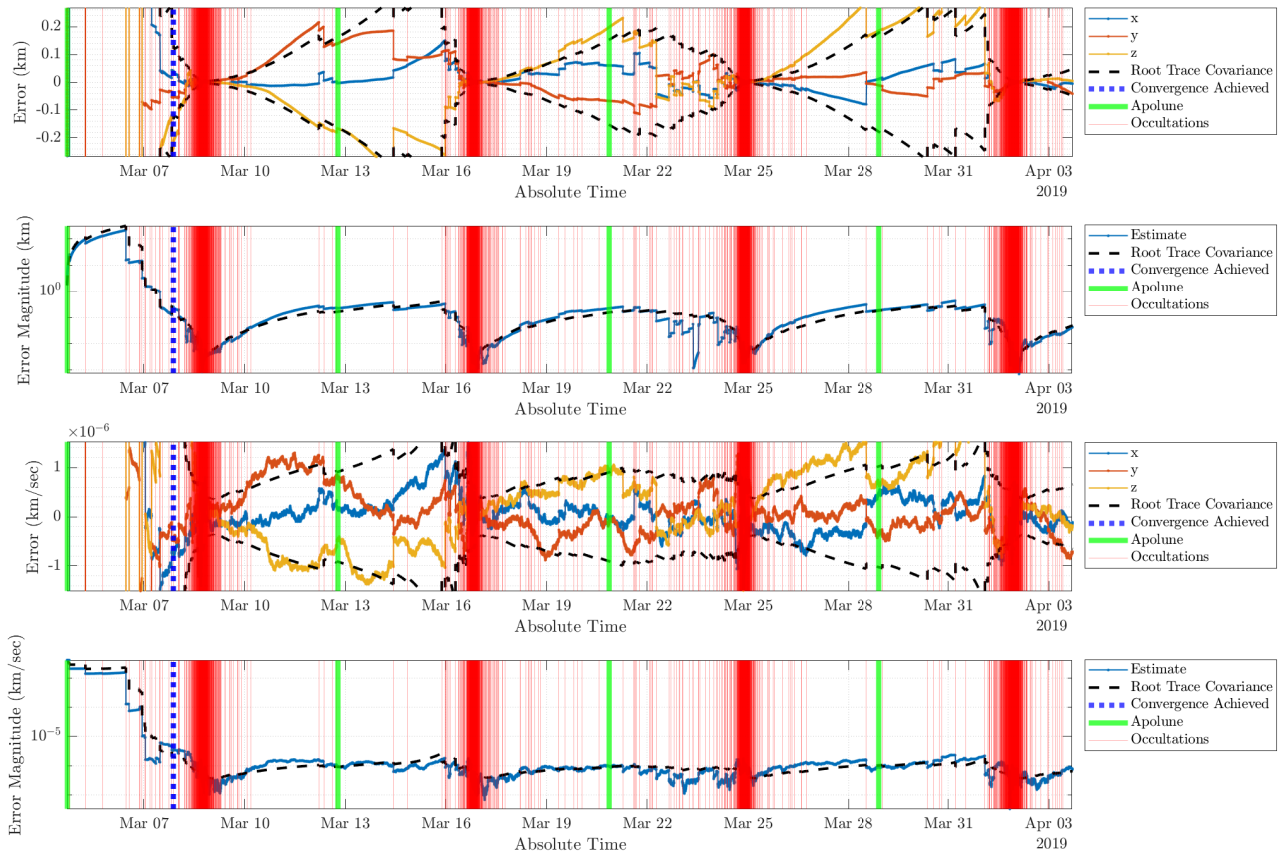 Error (km)
0.2
0.1
0
-0.1
-0.2
Mar 07
Mar 10
Mar 13
Mar 16
Mar 19
Mar 22
Mar 25
Mar 28
Mar 31
Apr 03
Absolute Time
2019
x
y
z
Root Trace Covariance
Convergence Achieved
Apolune
Occultations
Error Magnitude (km)
10^0
Mar 07
Mar 10
Mar 13
Mar 16
Mar 19
Mar 22
Mar 25
Mar 28
Mar 31
Apr 03
Absolute Time
2019
Estimate
Root Trace Covariance
Convergence Achieved
Apolune
Occultations
×10^-6
Error (km/sec)
1
0
-1
Mar 07
Mar 10
Mar 13
Mar 16
Mar 19
Mar 22
Mar 25
Mar 28
Mar 31
Apr 03
Absolute Time
2019
x
y
z
Root Trace Covariance
Convergence Achieved
Apolune
Occultations
Error Magnitude (km/sec)
10^-5
Mar 07
Mar 10
Mar 13
Mar 16
Mar 19
Mar 22
Mar 25
Mar 28
Mar 31
Apr 03
Absolute Time
2019
Estimate
Root Trace Covariance
Convergence Achieved
Apolune
Occultations